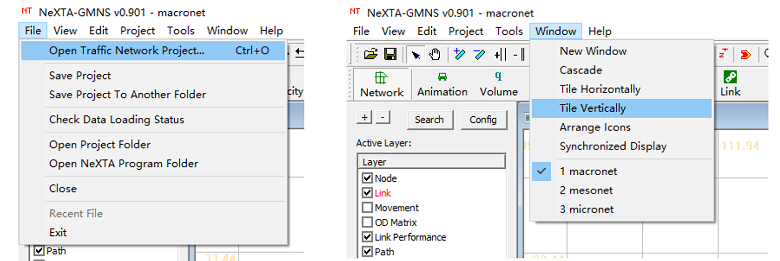 NeXTA-GMNS v0.901 - macronet
File View Edit Project Tools Window Help
Open Traffic Network Project... Ctrl+O
Save Project
Save Project To Another Folder
Check Data Loading Status
Open Project Folder
Open NeXTA Program Folder
Close
Recent File
Exit
Path
33.44
NeXTA-GMNS v0.901 - macronet
File View Edit Project Tools Window Help
Network Animation Volume Link
+ - Search Config
Active Layer:
Layer
Node
Link
Movement
OD Matrix
Link Performance
Path
New Window
Cascade
Tile Horizontally
Tile Vertically
Arrange Icons
Synchronized Display
1 macronet
2 mesonet
3 micronet
-111.94